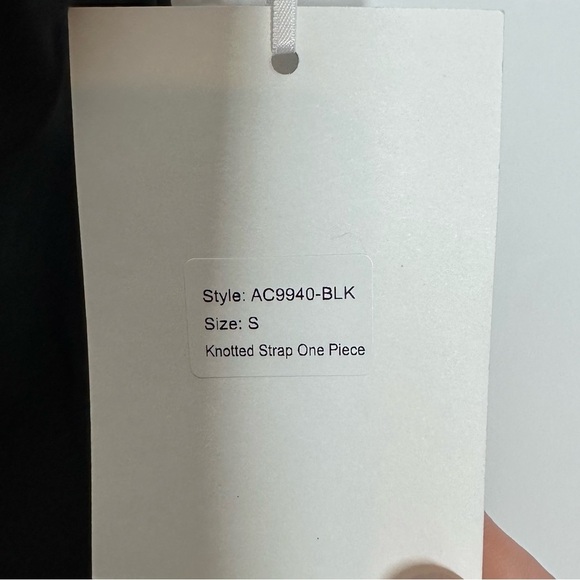 Style: AC9940-BLK
Size: S
Knotted Strap One Piece